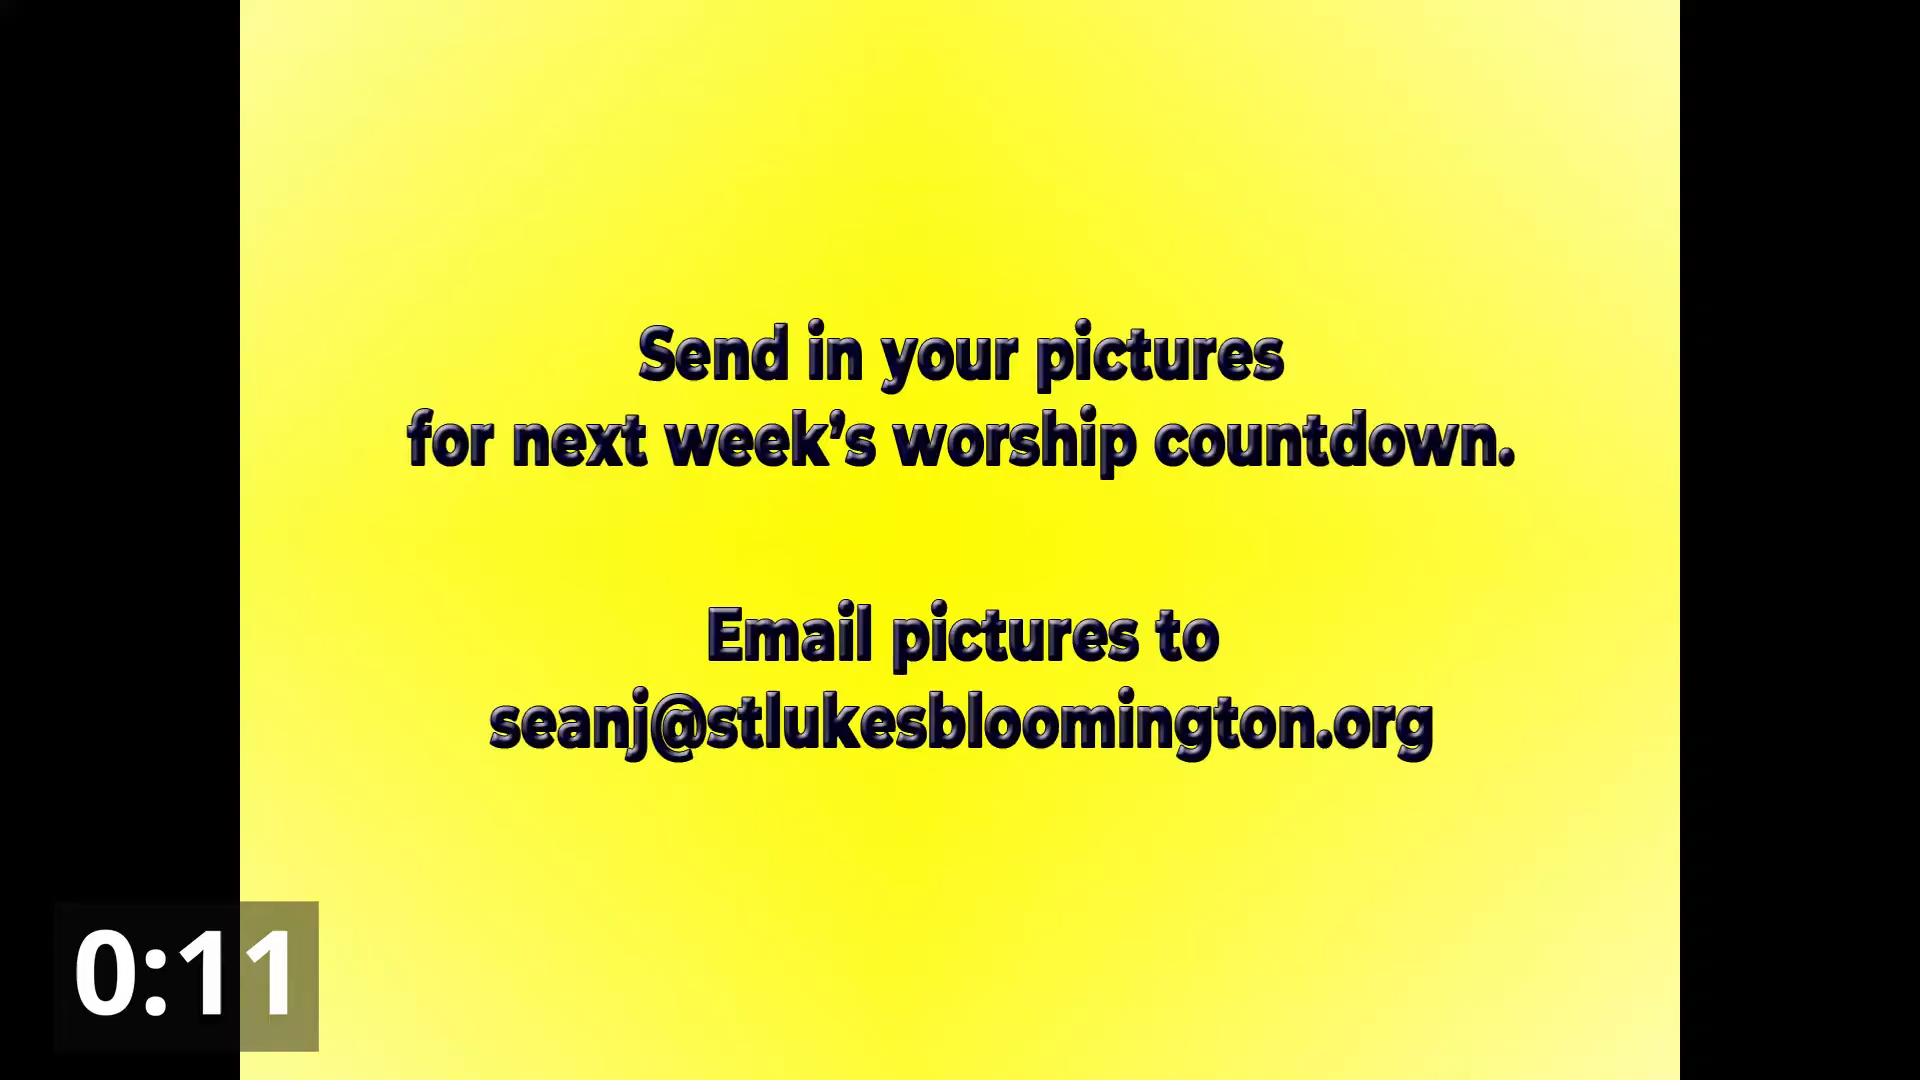 Send in your pictures
for next week’s worship countdown.
Email pictures to
seanj@stlukesbloomington.org
0:11